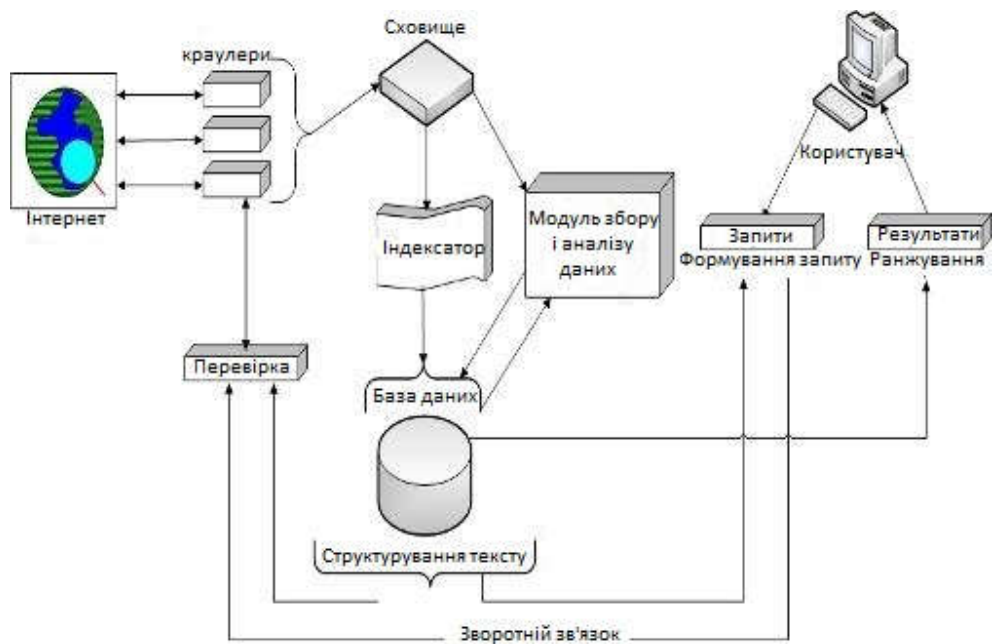 Сховище
краулери
Інтернет
Індексатор
Модуль збору
і аналізу
даних
Користувач
Запити
Формування запиту
Результати
Ранжування
Перевірка
База даних
Структурування тексту
Зворотній зв'язок